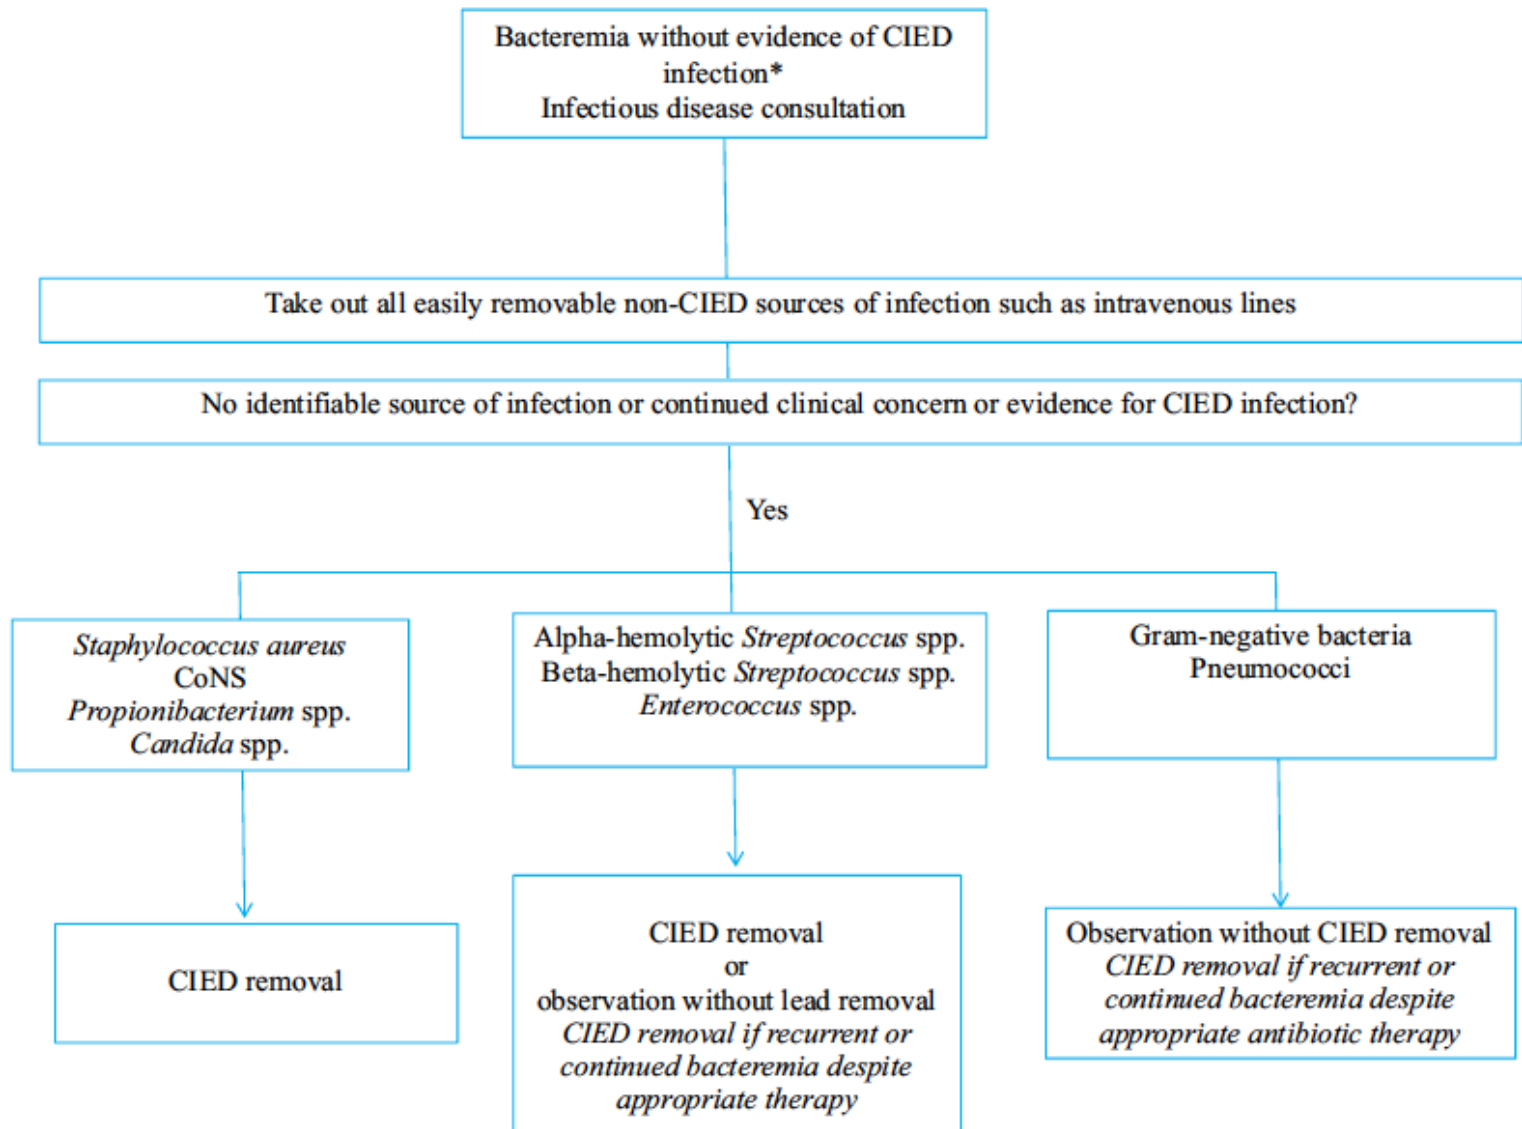 Bacteremia without evidence of CIED
infection*
Infectious disease consultation
Take out all easily removable non-CIED sources of infection such as intravenous lines
No identifiable source of infection or continued clinical concern or evidence for CIED infection?
Yes
Staphylococcus aureus
CoNS
Propionibacterium spp.
Candida spp.
Alpha-hemolytic Streptococcus spp.
Beta-hemolytic Streptococcus spp.
Enterococcus spp.
Gram-negative bacteria
Pneumococci
CIED removal
CIED removal
or
observation without lead removal
CIED removal if recurrent or
continued bacteremia despite
appropriate therapy
Observation without CIED removal
CIED removal if recurrent or
continued bacteremia despite
appropriate antibiotic therapy